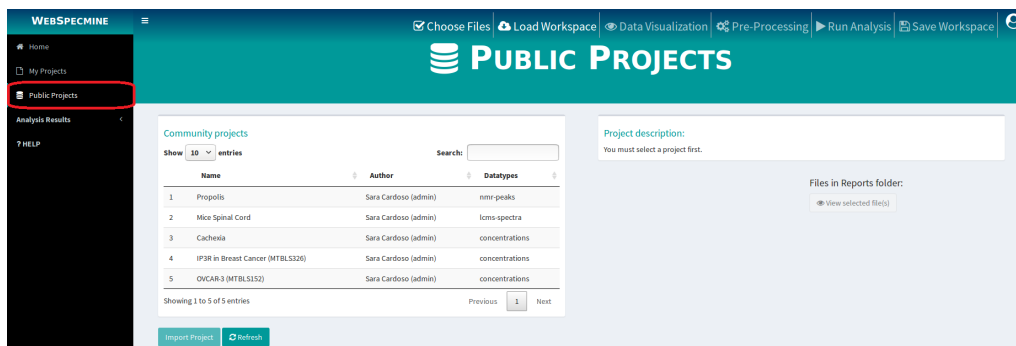 WEBSPECMINE
Choose Files Load Workspace Data Visualization Pre-Processing Run Analysis Save Workspace
Home
My Projects
Public Projects
Analysis Results
? HELP
PUBLIC PROJECTS
Community projects
Show 10 entries Search:
Name Author Datatypes
1 Propolis Sara Cardoso (admin) nmr-peaks
2 Mice Spinal Cord Sara Cardoso (admin) lcms-spectra
3 Cachexia Sara Cardoso (admin) concentrations
4 IP3R in Breast Cancer (MTBLS326) Sara Cardoso (admin) concentrations
5 OVCAR-3 (MTBLS152) Sara Cardoso (admin) concentrations
Showing 1 to 5 of 5 entries Previous 1 Next
Import Project Refresh
Project description:
You must select a project first.
Files in Reports folder:
View selected file(s)